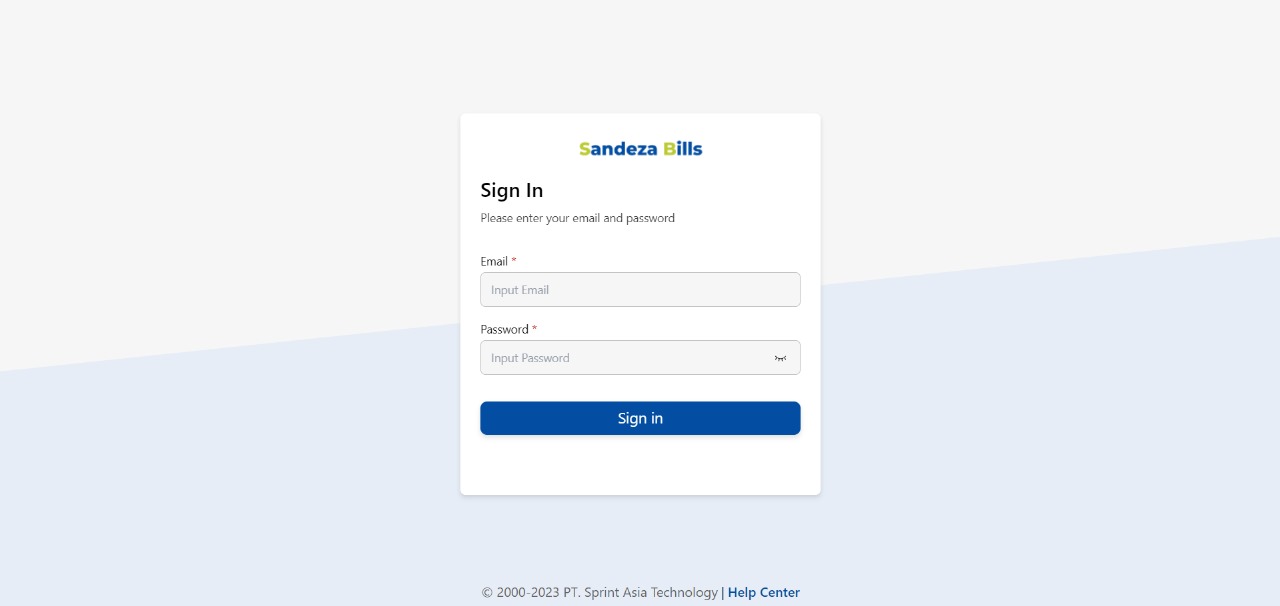 Sandeza Bills
Sign In
Please enter your email and password
Email *
Input Email
Password *
Input Password
Sign in
© 2000-2023 PT. Sprint Asia Technology | Help Center